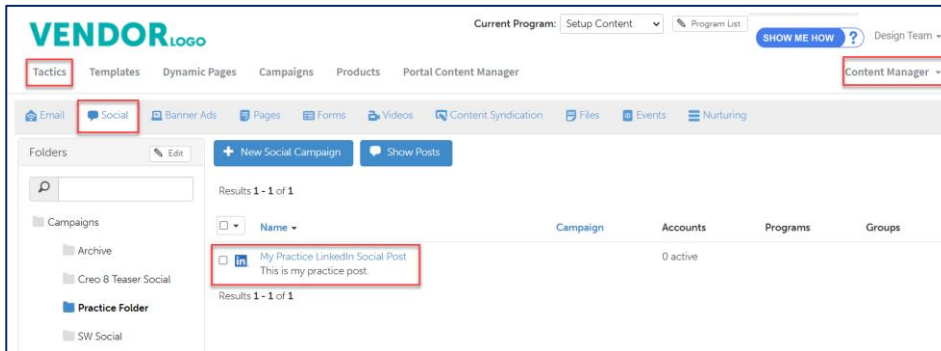 VENDOR LOGO
Current Program: Setup Content Program List
SHOW ME HOW ? Design Team
Tactics Templates Dynamic Pages Campaigns Products Portal Content Manager Content Manager
Email Social Banner Ads Pages Forms Videos Content Syndication Files Events Nurturing
Folders Edit + New Social Campaign Show Posts
Results 1 - 1 of 1
Campaigns Name Campaign Accounts Programs Groups
Archive in My Practice LinkedIn Social Post 0 active
This is my practice post.
Creo 8 Teaser Social
Results 1 - 1 of 1
Practice Folder
SW Social